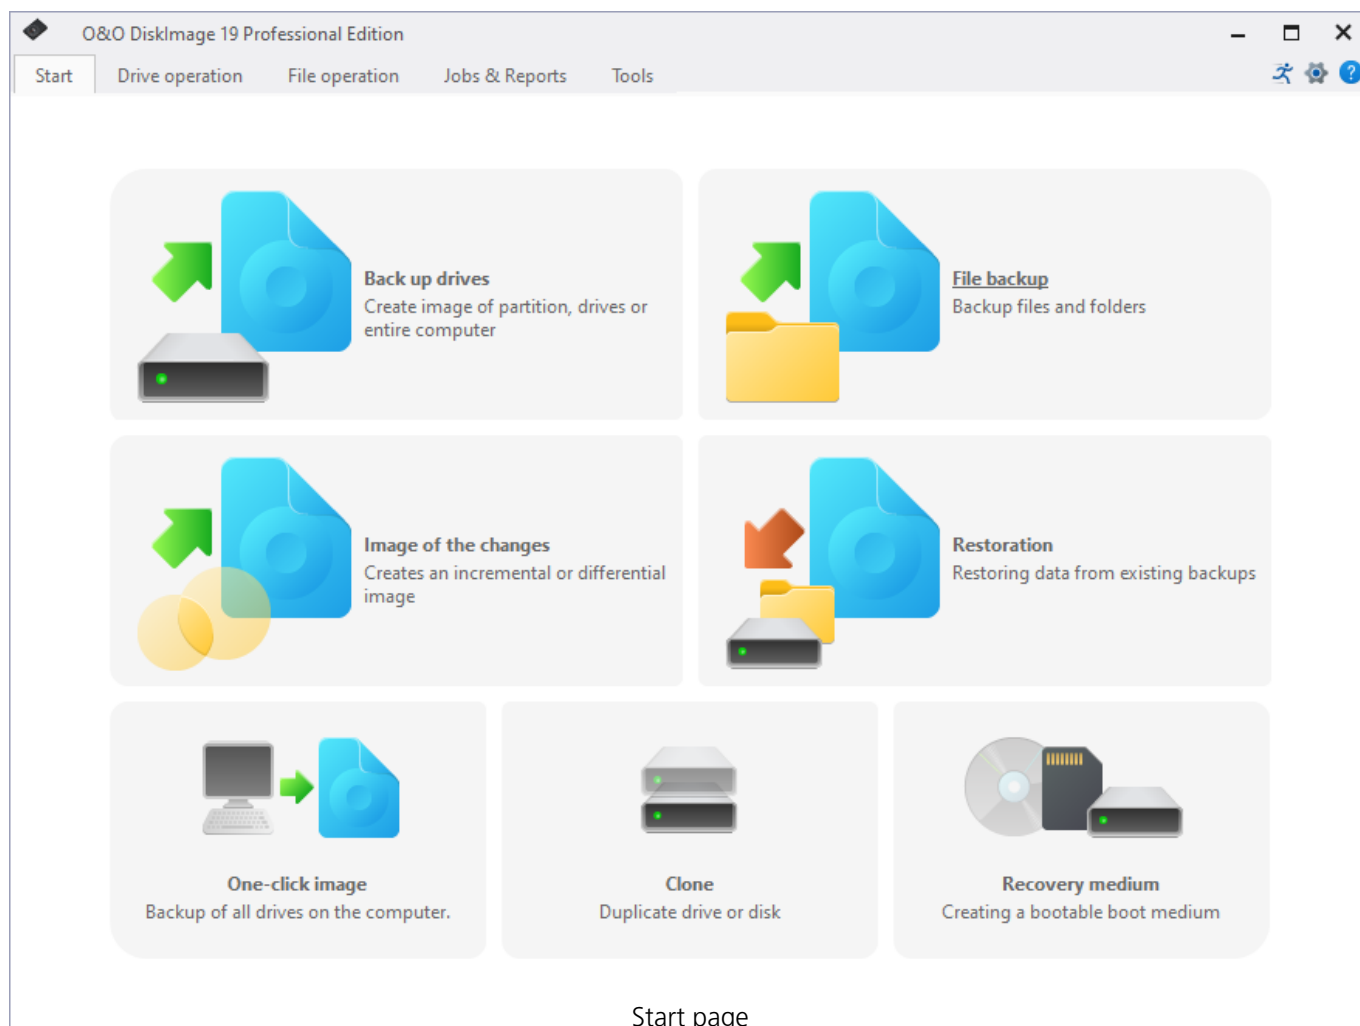 O&O DiskImage 19 Professional Edition
Start Drive operation File operation Jobs & Reports Tools
?
Back up drives
Create image of partition, drives or
entire computer
File backup
Backup files and folders
Image of the changes
Creates an incremental or differential
image
Restoration
Restoring data from existing backups
One-click image
Backup of all drives on the computer.
Clone
Duplicate drive or disk
Recovery medium
Creating a bootable boot medium
Start page